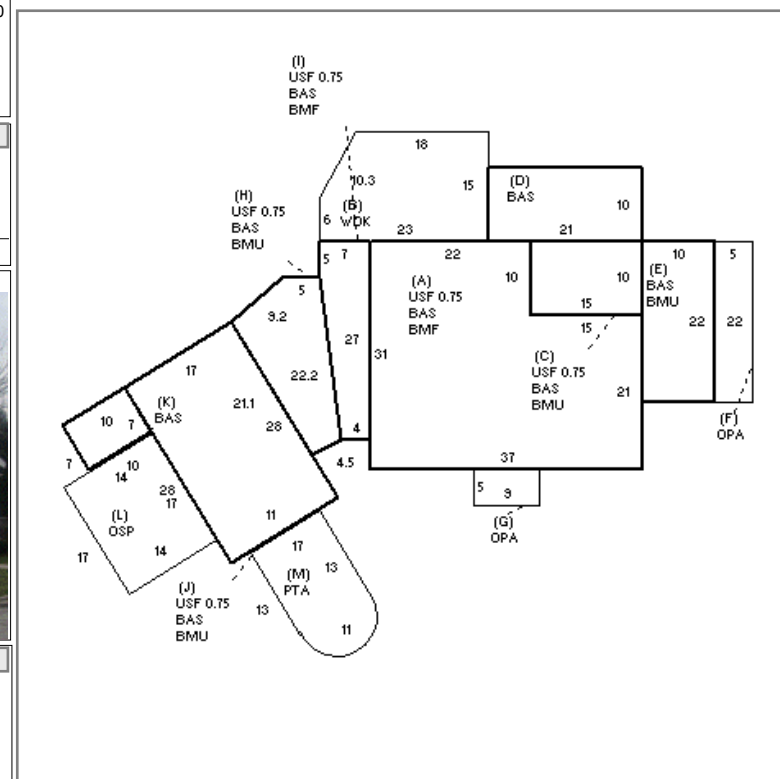 0
(I)
USF 0.75
BAS
BMF
18
10.3
15
(B)
WDK
6
23
(D)
BAS
10
21
(H)
USF 0.75
BAS
BMU
5
7
22
10
10
10
5
(E)
BAS
BMU
(A)
USF 0.75
BAS
BMF
5
9.2
15
15
22
22
27
31
(C)
USF 0.75
BAS
BMU
17
22.2
21
21.1
28
(K)
BAS
10
7
4
(F)
OPA
7
10
14
4.5
37
28
17
5
9
(L)
OSP
11
(G)
OPA
17
14
17
13
(M)
PTA
(J)
USF 0.75
BAS
BMU
13
11